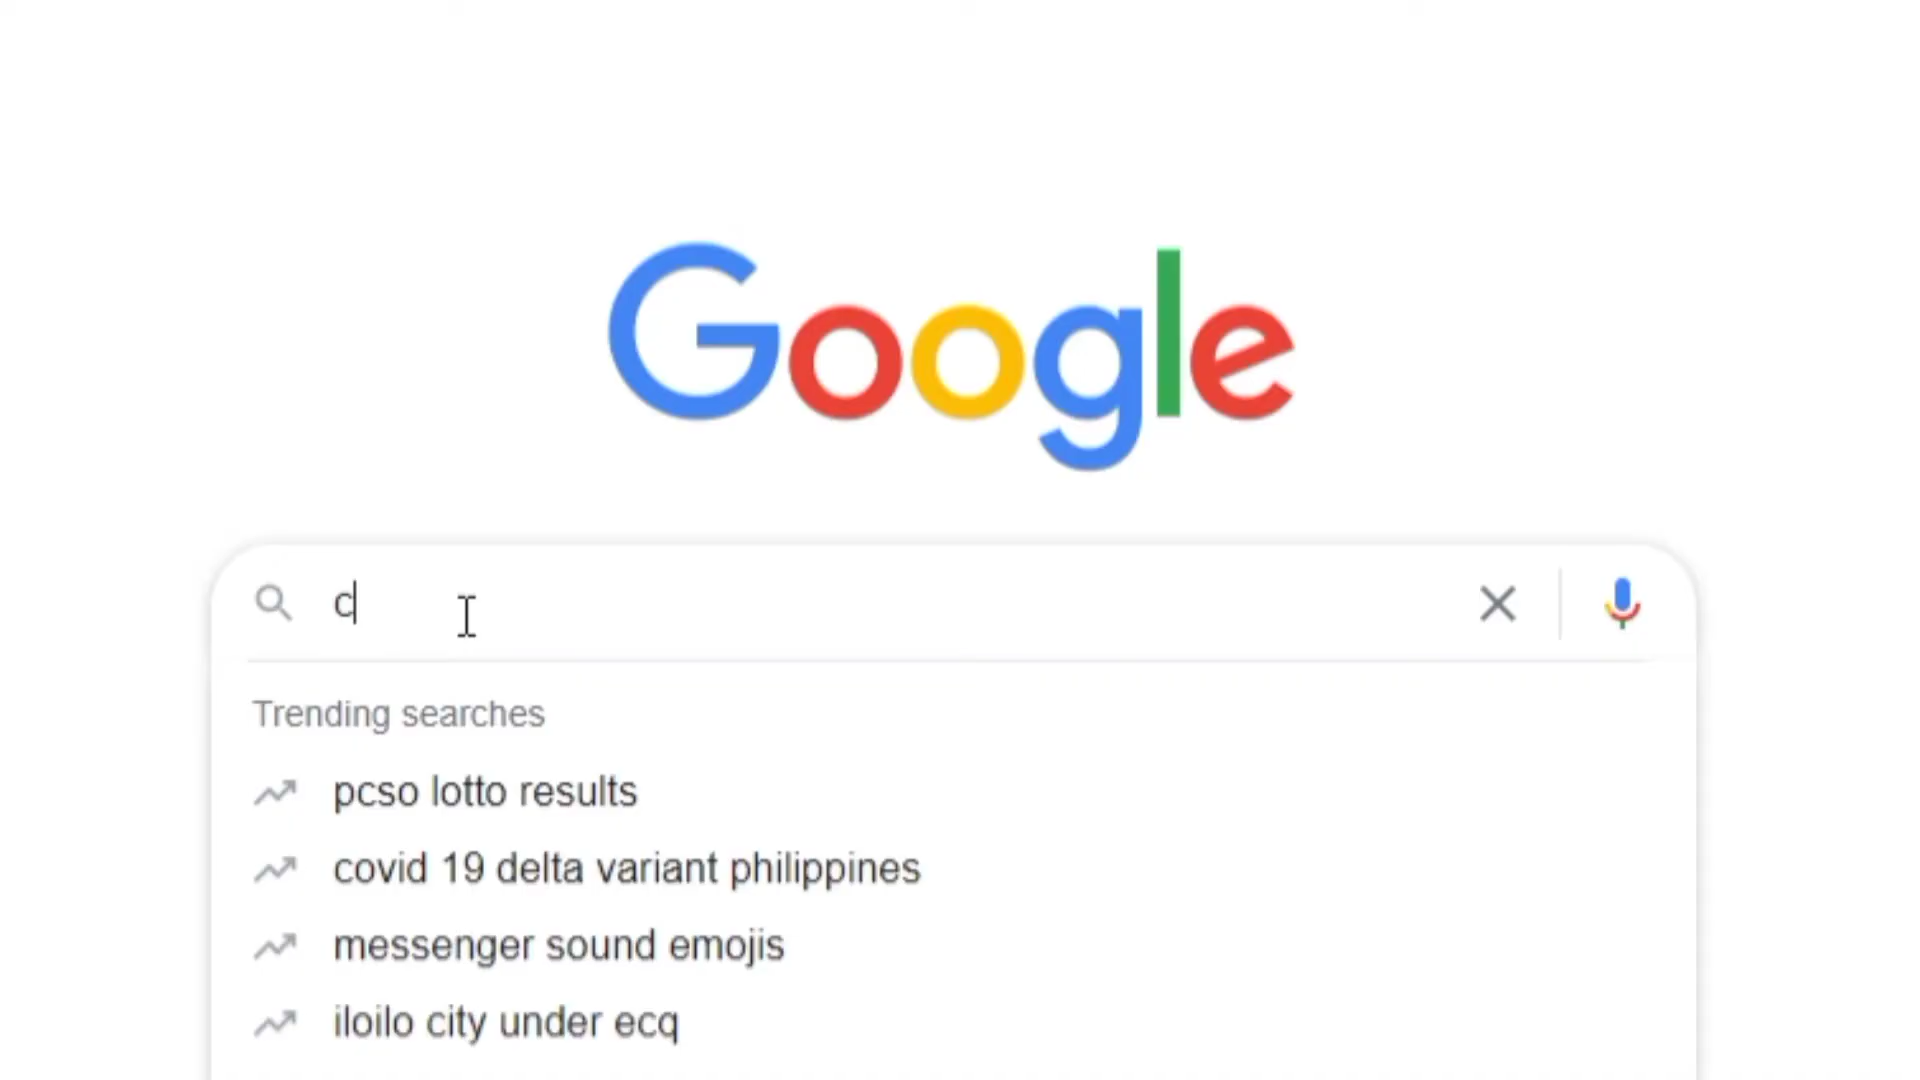 Google
c
Trending searches
pcso lotto results
covid 19 delta variant philippines
messenger sound emojis
iloilo city under ecq